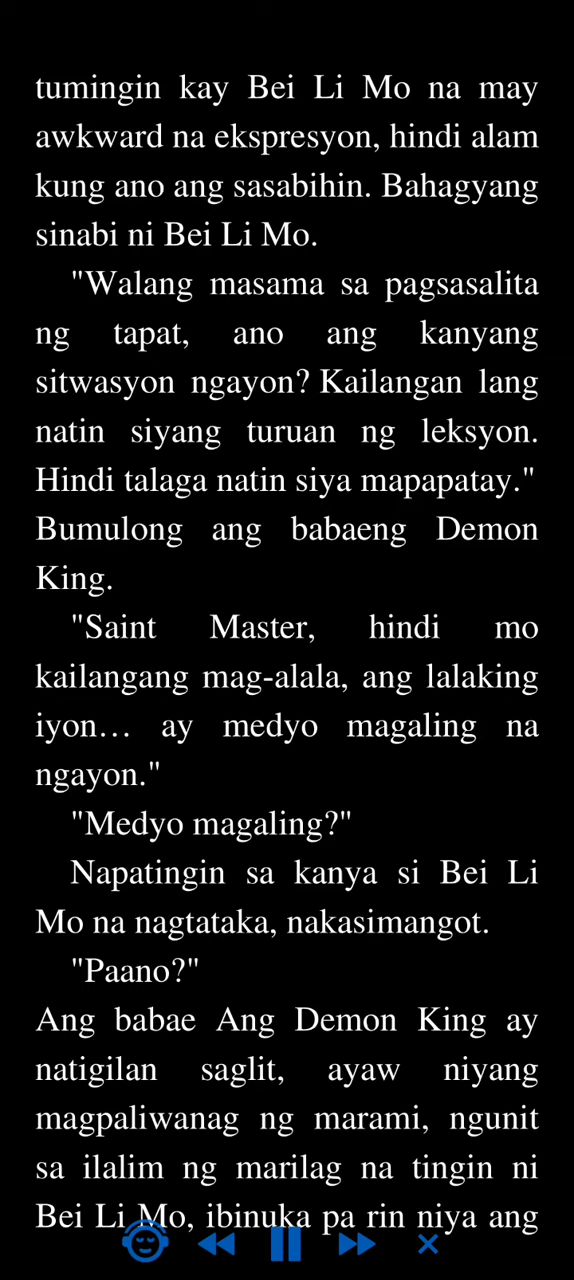 tumingin kay Bei Li Mo na may
awkward na ekspresyon, hindi alam
kung ano ang sasabihin. Bahagyang
sinabi ni Bei Li Mo.
"Walang masama sa pagsasalita
ng tapat, ano ang kanyang
sitwasyon ngayon? Kailangan lang
natin siyang turuan ng leksyon.
Hindi talaga natin siya mapapatay."
Bumulong ang babaeng Demon
King.
"Saint Master, hindi mo
kailangang mag-alala, ang lalaking
iyon… ay medyo magaling na
ngayon."
"Medyo magaling?"
Napatingin sa kanya si Bei Li
Mo na nagtataka, nakasimangot.
"Paano?"
Ang babae Ang Demon King ay
natigilan saglit, ayaw niyang
magpaliwanag ng marami, ngunit
sa ilalim ng marilag na tingin ni
Bei Li Mo, ibinuka pa rin niya ang